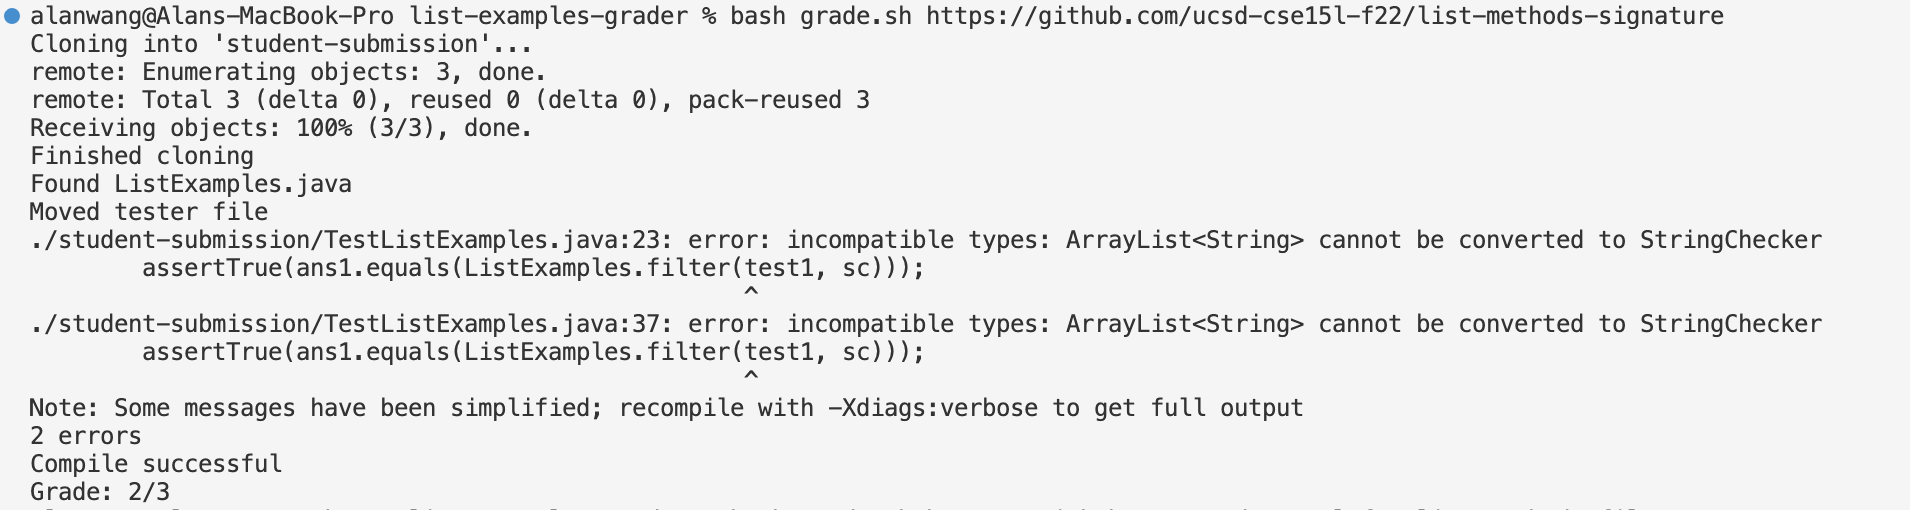 alanwang@Alans-MacBook-Pro list-examples-grader % bash grade.sh https://github.com/ucsd-cse15l-f22/list-methods-signature
Cloning into 'student-submission'...
remote: Enumerating objects: 3, done.
remote: Total 3 (delta 0), reused 0 (delta 0), pack-reused 3
Receiving objects: 100% (3/3), done.
Finished cloning
Found ListExamples.java
Moved tester file
./student-submission/TestListExamples.java:23: error: incompatible types: ArrayList<String> cannot be converted to StringChecker
        assertTrue(ans1.equals(ListExamples.filter(test1, sc)));
                                                   ^
./student-submission/TestListExamples.java:37: error: incompatible types: ArrayList<String> cannot be converted to StringChecker
        assertTrue(ans1.equals(ListExamples.filter(test1, sc)));
                                                   ^
Note: Some messages have been simplified; recompile with -Xdiags:verbose to get full output
2 errors
Compile successful
Grade: 2/3